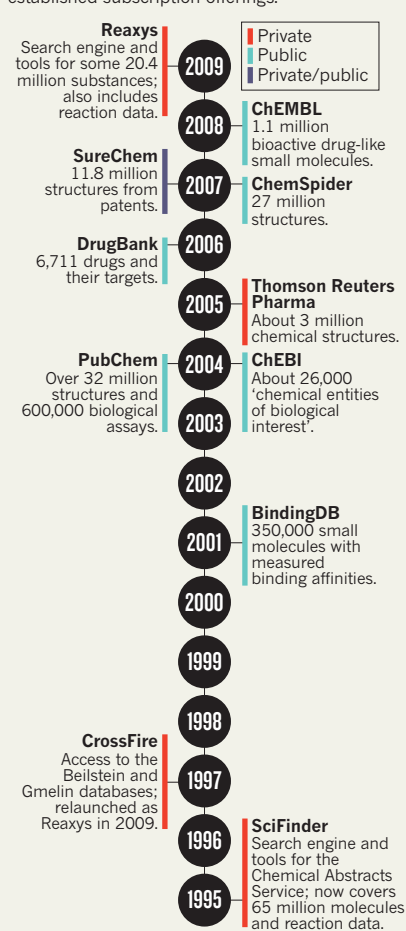 established subscription offerings.
Private
Public
Private/public
Reaxys
Search engine and
tools for some 20.4
million substances;
also includes
reaction data.
2009
2008
ChEMBL
1.1 million
bioactive drug-like
small molecules.
SureChem
11.8 million
structures from
patents.
2007
ChemSpider
27 million
structures.
DrugBank
6,711 drugs and
their targets.
2006
2005
Thomson Reuters
Pharma
About 3 million
chemical structures.
PubChem
Over 32 million
structures and
600,000 biological
assays.
2004
ChEBI
About 26,000
‘chemical entities
of biological
interest’.
2003
2002
BindingDB
350,000 small
molecules with
measured
binding affinities.
2001
2000
1999
1998
CrossFire
Access to the
Beilstein and
Gmelin databases;
relaunched as
Reaxys in 2009.
1997
1996
SciFinder
Search engine and
tools for the
Chemical Abstracts
Service; now covers
65 million molecules
and reaction data.
1995